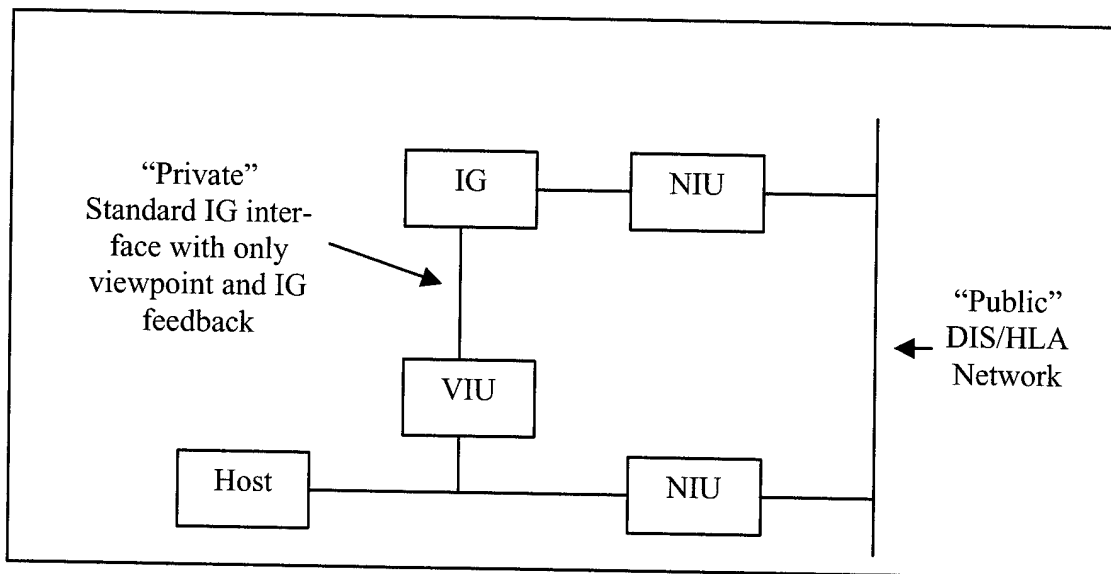 IG
NIU
“Private”
Standard IG inter-
face with only
viewpoint and IG
feedback
“Public”
DIS/HLA
Network
VIU
Host
NIU